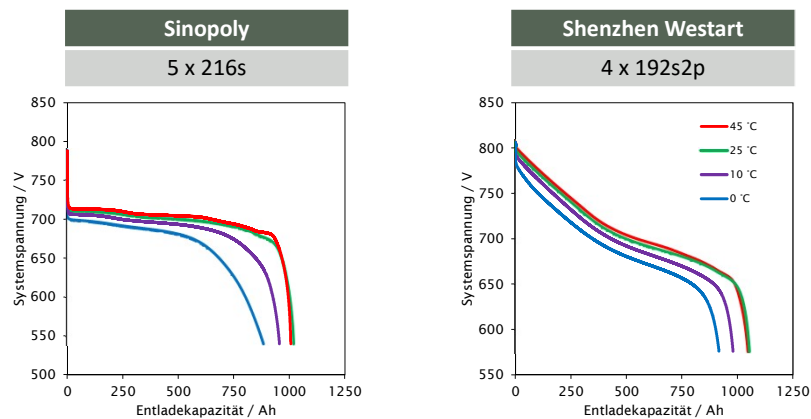 Sinopoly
5 x 216s
850
800
750
700
650
600
550
500
0
250
500
750
1000
1250
Systemspannung / V
Entladekapazität / Ah
Shenzhen Westart
4 x 192s2p
850
800
750
700
650
600
550
0
250
500
750
1000
1250
Systemspannung / V
Entladekapazität / Ah
45 °C
25 °C
10 °C
0 °C